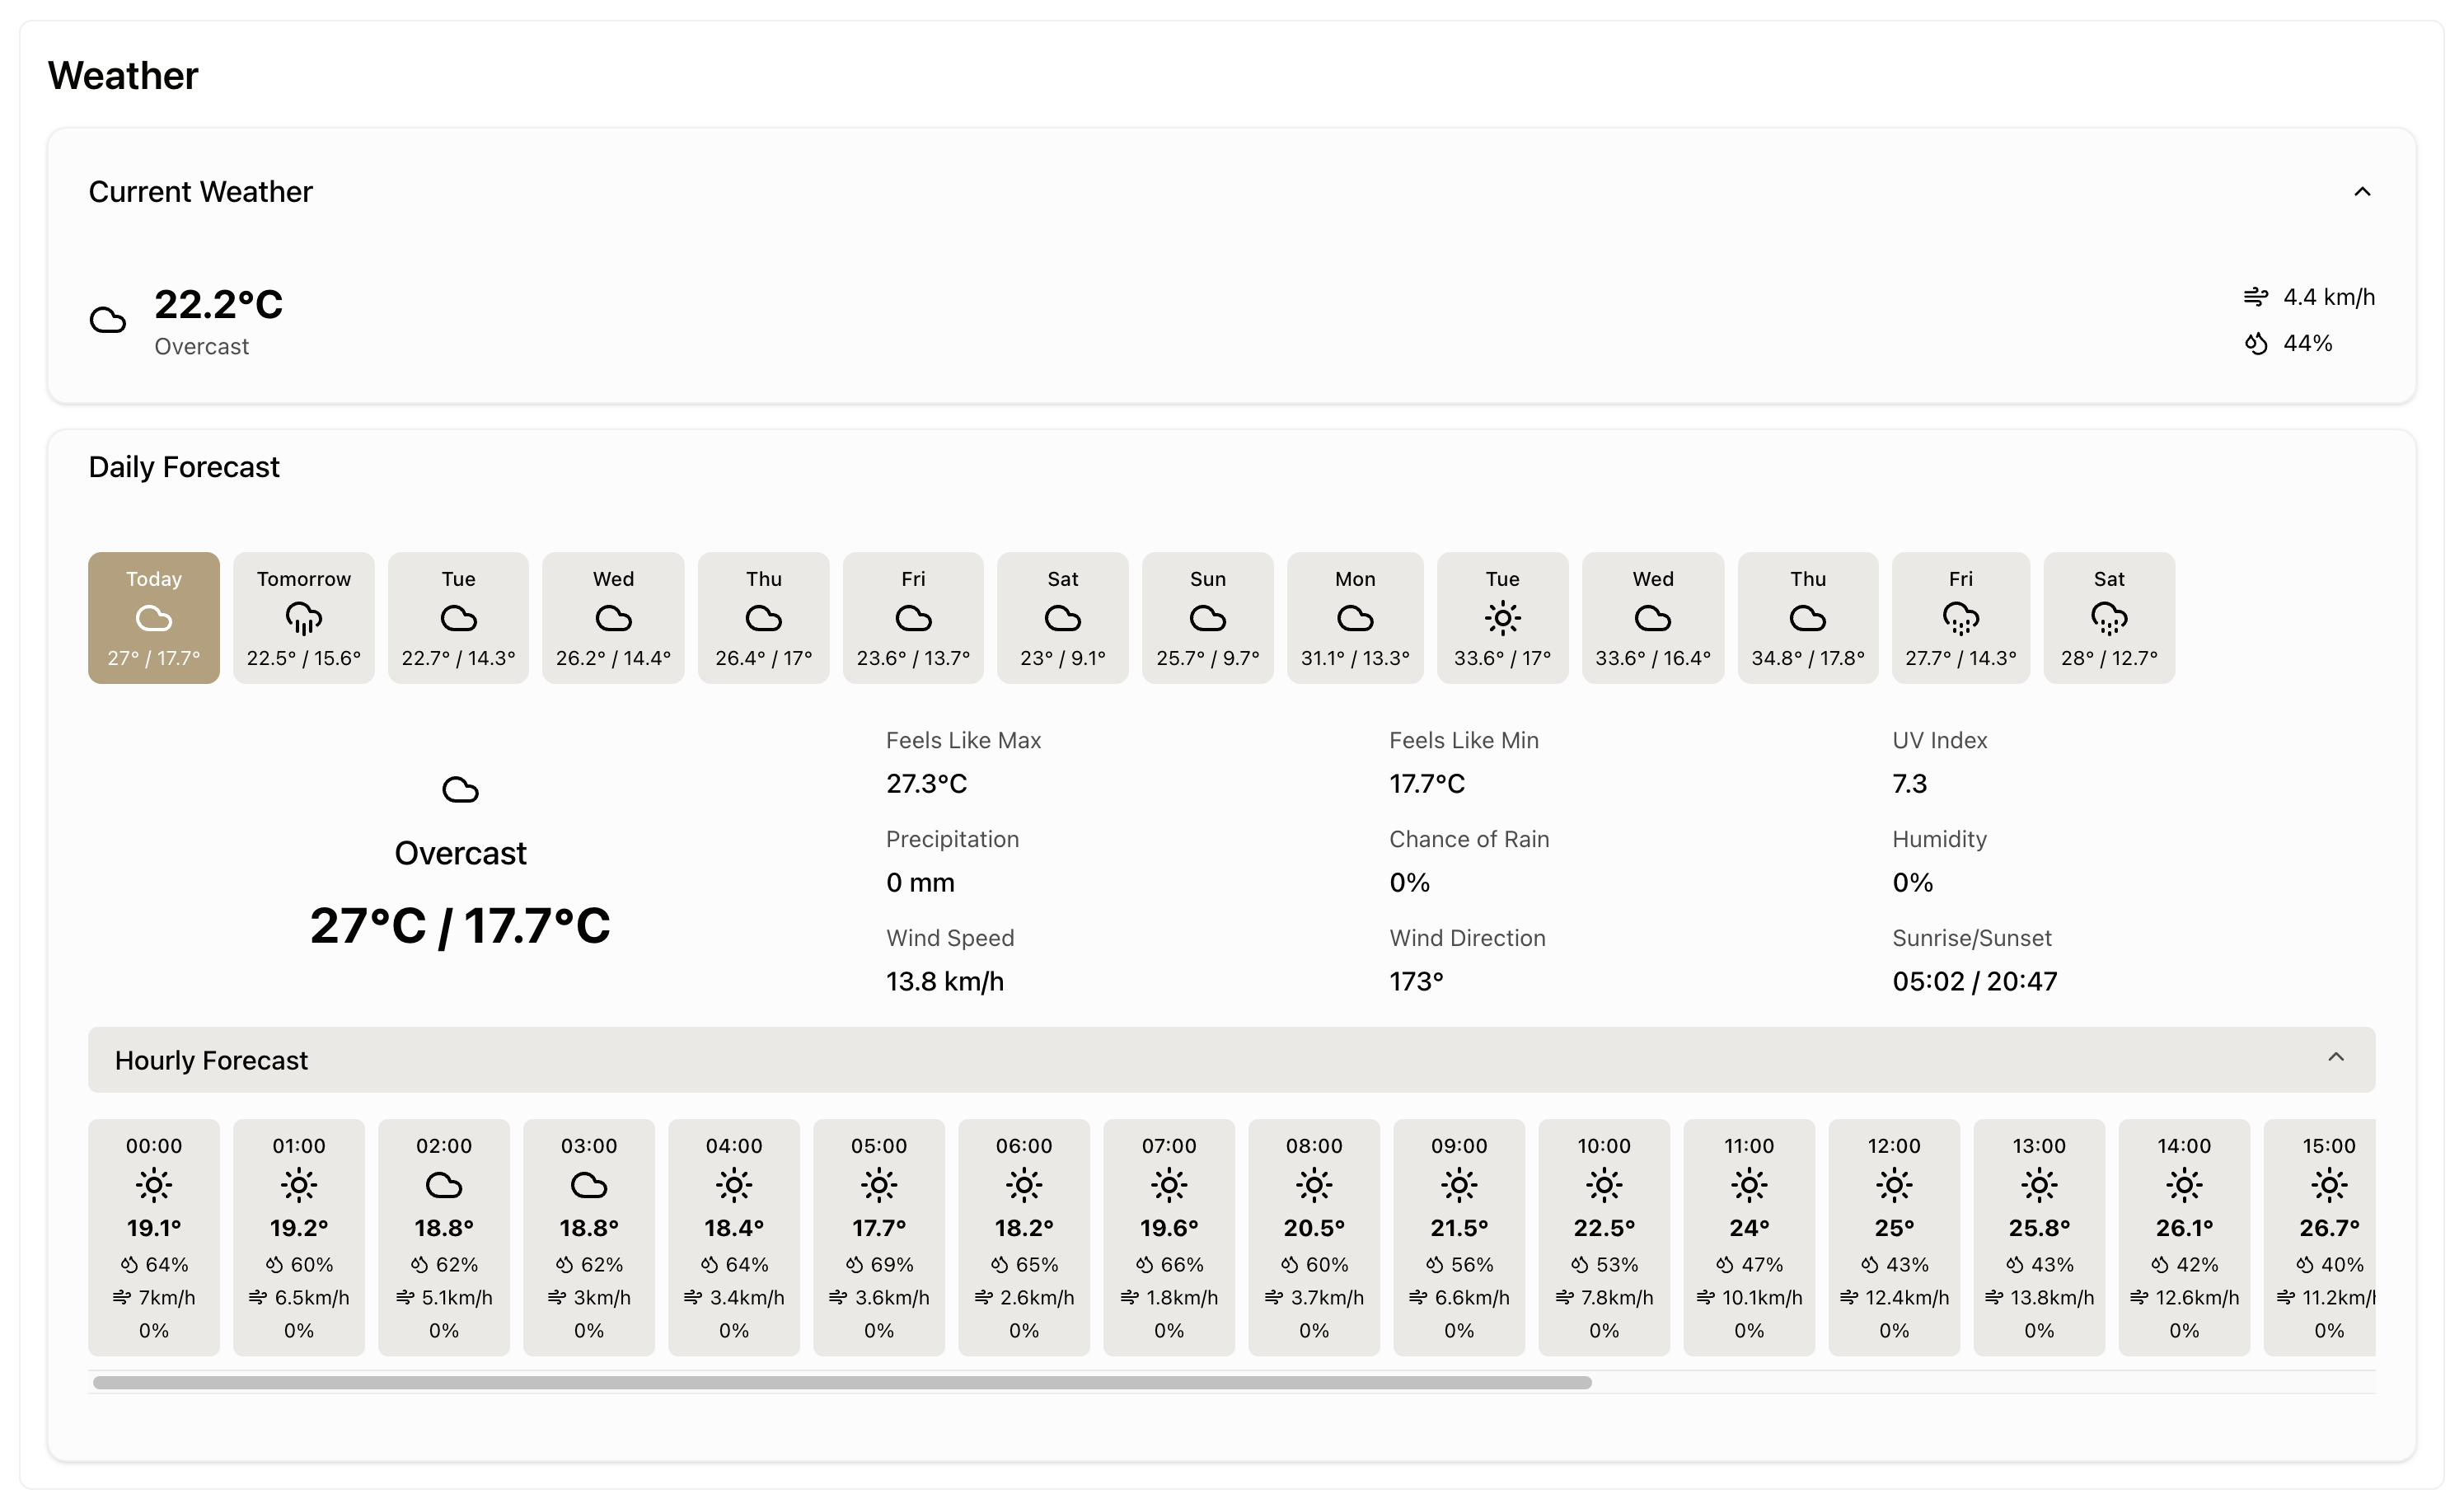 Weather
Current Weather
22.2°C
Overcast
4.4 km/h
44%
Daily Forecast
Today
27° / 17.7°
Tomorrow
22.5° / 15.6°
Tue
22.7° / 14.3°
Wed
26.2° / 14.4°
Thu
26.4° / 17°
Fri
23.6° / 13.7°
Sat
23° / 9.1°
Sun
25.7° / 9.7°
Mon
31.1° / 13.3°
Tue
33.6° / 17°
Wed
33.6° / 16.4°
Thu
34.8° / 17.8°
Fri
27.7° / 14.3°
Sat
28° / 12.7°
Overcast
27°C / 17.7°C
Feels Like Max
27.3°C
Feels Like Min
17.7°C
UV Index
7.3
Precipitation
0 mm
Chance of Rain
0%
Humidity
0%
Wind Speed
13.8 km/h
Wind Direction
173°
Sunrise/Sunset
05:02 / 20:47
Hourly Forecast
00:00
19.1°
64%
7km/h
0%
01:00
19.2°
60%
6.5km/h
0%
02:00
18.8°
62%
5.1km/h
0%
03:00
18.8°
62%
3km/h
0%
04:00
18.4°
64%
3.4km/h
0%
05:00
17.7°
69%
3.6km/h
0%
06:00
18.2°
65%
2.6km/h
0%
07:00
19.6°
66%
1.8km/h
0%
08:00
20.5°
60%
3.7km/h
0%
09:00
21.5°
56%
6.6km/h
0%
10:00
22.5°
53%
7.8km/h
0%
11:00
24°
47%
10.1km/h
0%
12:00
25°
43%
12.4km/h
0%
13:00
25.8°
43%
13.8km/h
0%
14:00
26.1°
42%
12.6km/h
0%
15:00
26.7°
40%
11.2km/h
0%